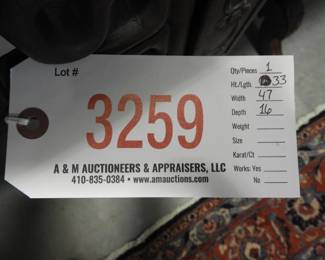 Lot #
3259
A & M AUCTIONEERS & APPRAISERS, LLC
410-835-0384 • www.amauctions.com
Qty/Pieces 1
Ht./Lgth 33
Width 47
Depth 16
Weight
Size
Karat/Ct
Works: Yes
No